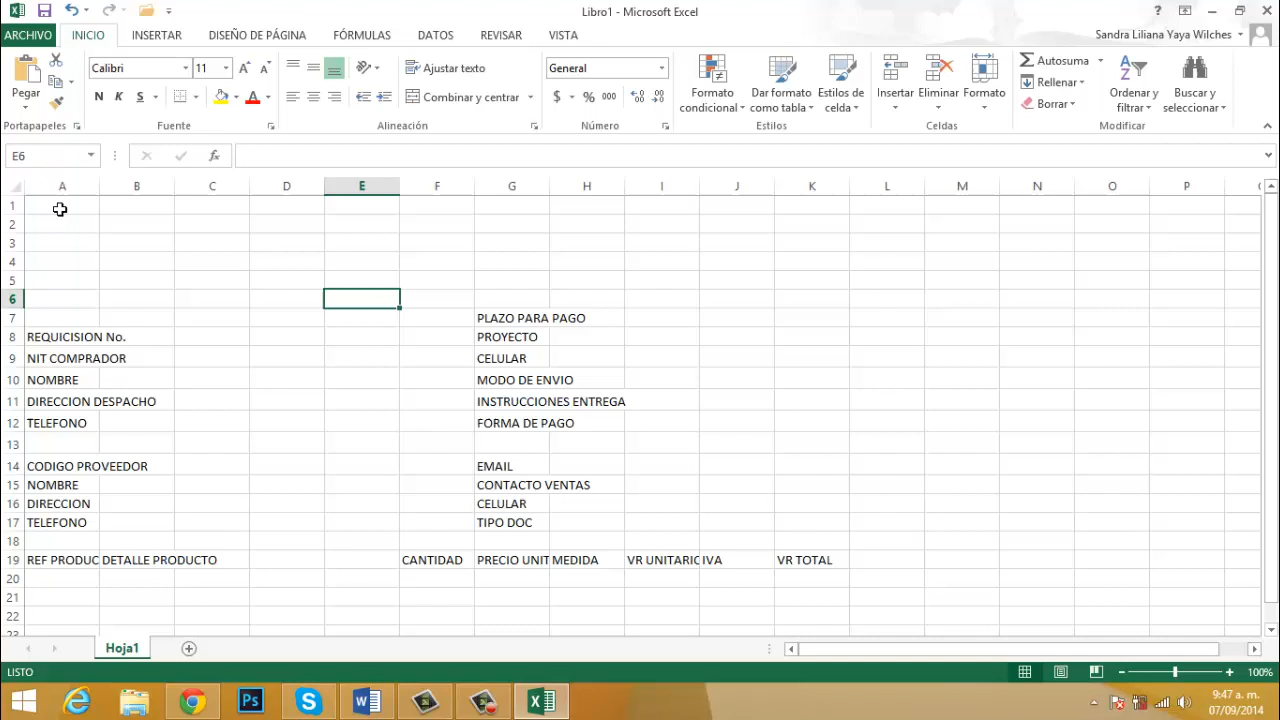 Libro1 - Microsoft Excel
?
ARCHIVO INICIO INSERTAR DISEÑO DE PÁGINA FÓRMULAS DATOS REVISAR VISTA Sandra Liliana Yaya Wilches
Calibri 11 Ajustar texto General Autosuma
Rellenar
Borrar
N K S Combinar y centrar $ % 000
Pegar Formato condicional Dar formato como tabla Estilos de celda Insertar Eliminar Formato Ordenar y filtrar Buscar y seleccionar
Portapapeles Fuente Alineación Número Estilos Celdas Modificar
E6 fx
A B C D E F G H I J K L M N O P
1
2
3
4
5
6
7 PLAZO PARA PAGO
8 REQUICISION No. PROYECTO
9 NIT COMPRADOR CELULAR
10 NOMBRE MODO DE ENVIO
11 DIRECCION DESPACHO INSTRUCCIONES ENTREGA
12 TELEFONO FORMA DE PAGO
13
14 CODIGO PROVEEDOR EMAIL
15 NOMBRE CONTACTO VENTAS
16 DIRECCION CELULAR
17 TELEFONO TIPO DOC
18
19 REF PRODUC DETALLE PRODUCTO CANTIDAD PRECIO UNIT MEDIDA VR UNITARIO IVA VR TOTAL
20
21
22
23
Hoja1
LISTO 100%
Ps 9:47 a. m.
07/09/2014